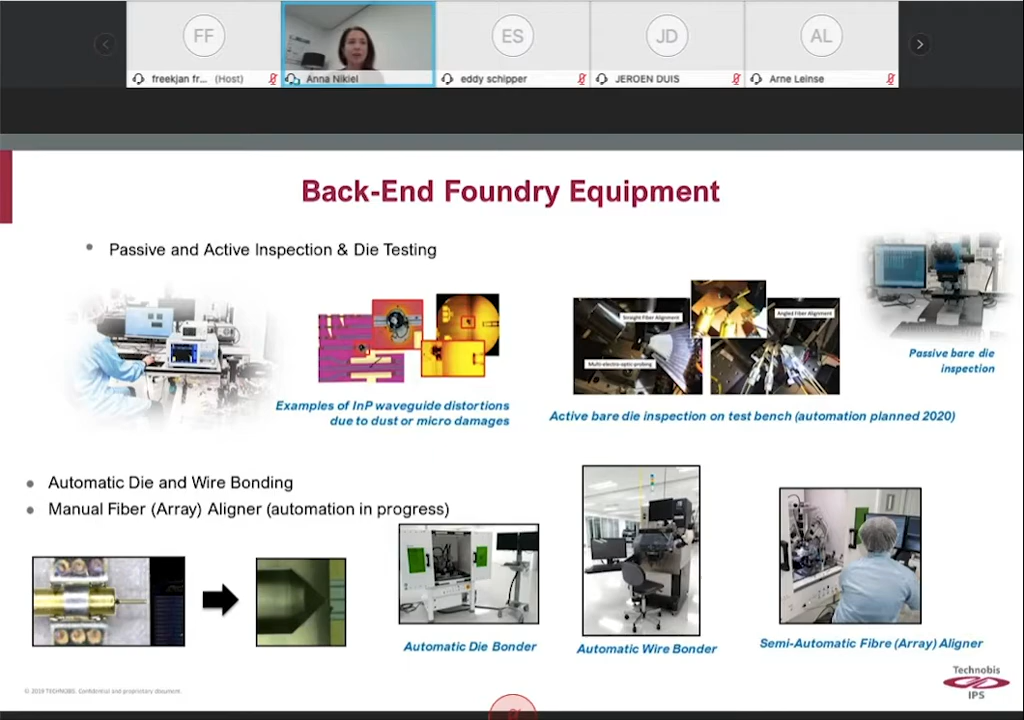 FF
ES
JD
AL
freekjan fr... (Host)
Anna Nikiel
eddy schipper
JEROEN DUIS
Arne Leinse
Back-End Foundry Equipment
• Passive and Active Inspection & Die Testing
Straight Fiber Alignment
Angled Fiber Alignment
Multi-electro-optic-probing
Passive bare die
inspection
Examples of InP waveguide distortions
due to dust or micro damages
Active bare die inspection on test bench (automation planned 2020)
• Automatic Die and Wire Bonding
• Manual Fiber (Array) Aligner (automation in progress)
Automatic Die Bonder
Automatic Wire Bonder
Semi-Automatic Fibre (Array) Aligner
© 2019 TECHNOBIS. Confidential and proprietary document.
Technobis
IPS